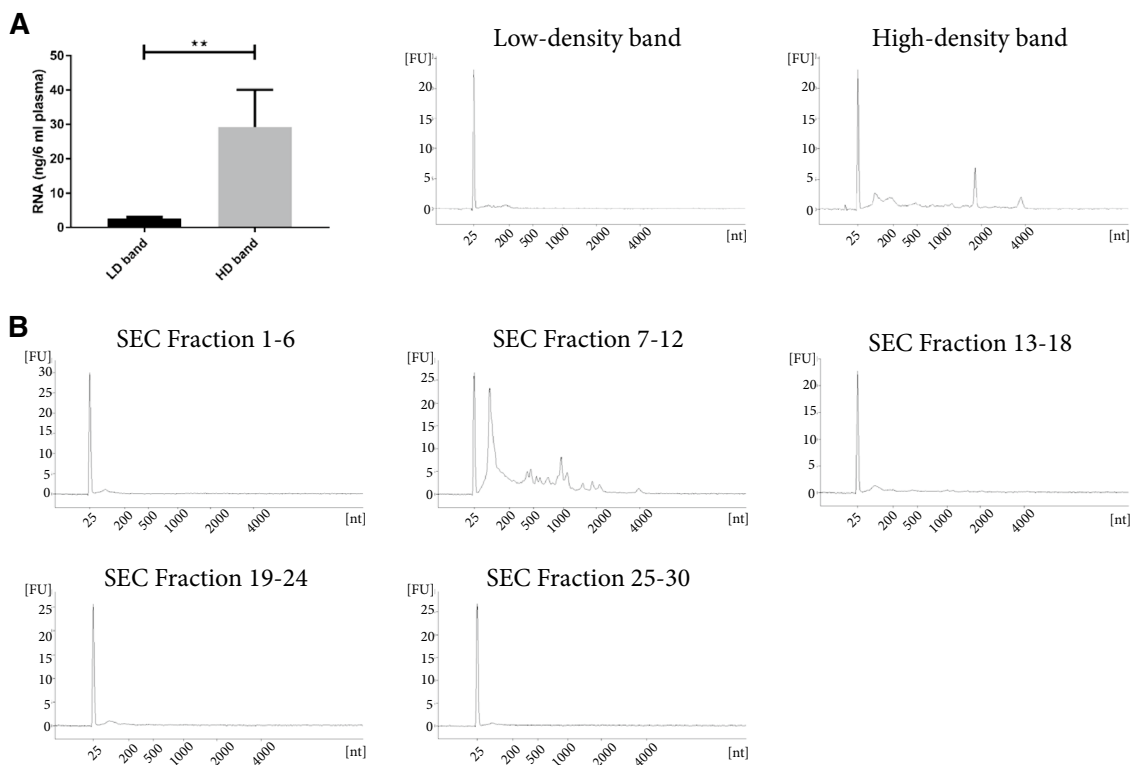 A
RNA (ng/6 ml plasma)
50
40
30
20
10
0
**
LD band
HD band
Low-density band
[FU]
20
15
10
5
0
25 200 500 1000 2000 4000 [nt]
High-density band
[FU]
20
15
10
5
0
25 200 500 1000 2000 4000 [nt]
B
SEC Fraction 1-6
[FU]
30
25
20
15
10
5
0
25 200 500 1000 2000 4000 [nt]
SEC Fraction 7-12
[FU]
25
20
15
10
5
0
25 200 500 1000 2000 4000 [nt]
SEC Fraction 13-18
[FU]
20
15
10
5
0
25 200 500 1000 2000 4000 [nt]
SEC Fraction 19-24
[FU]
25
20
15
10
5
0
25 200 500 1000 2000 4000 [nt]
SEC Fraction 25-30
[FU]
25
20
15
10
5
0
25 200 500 1000 2000 4000 [nt]